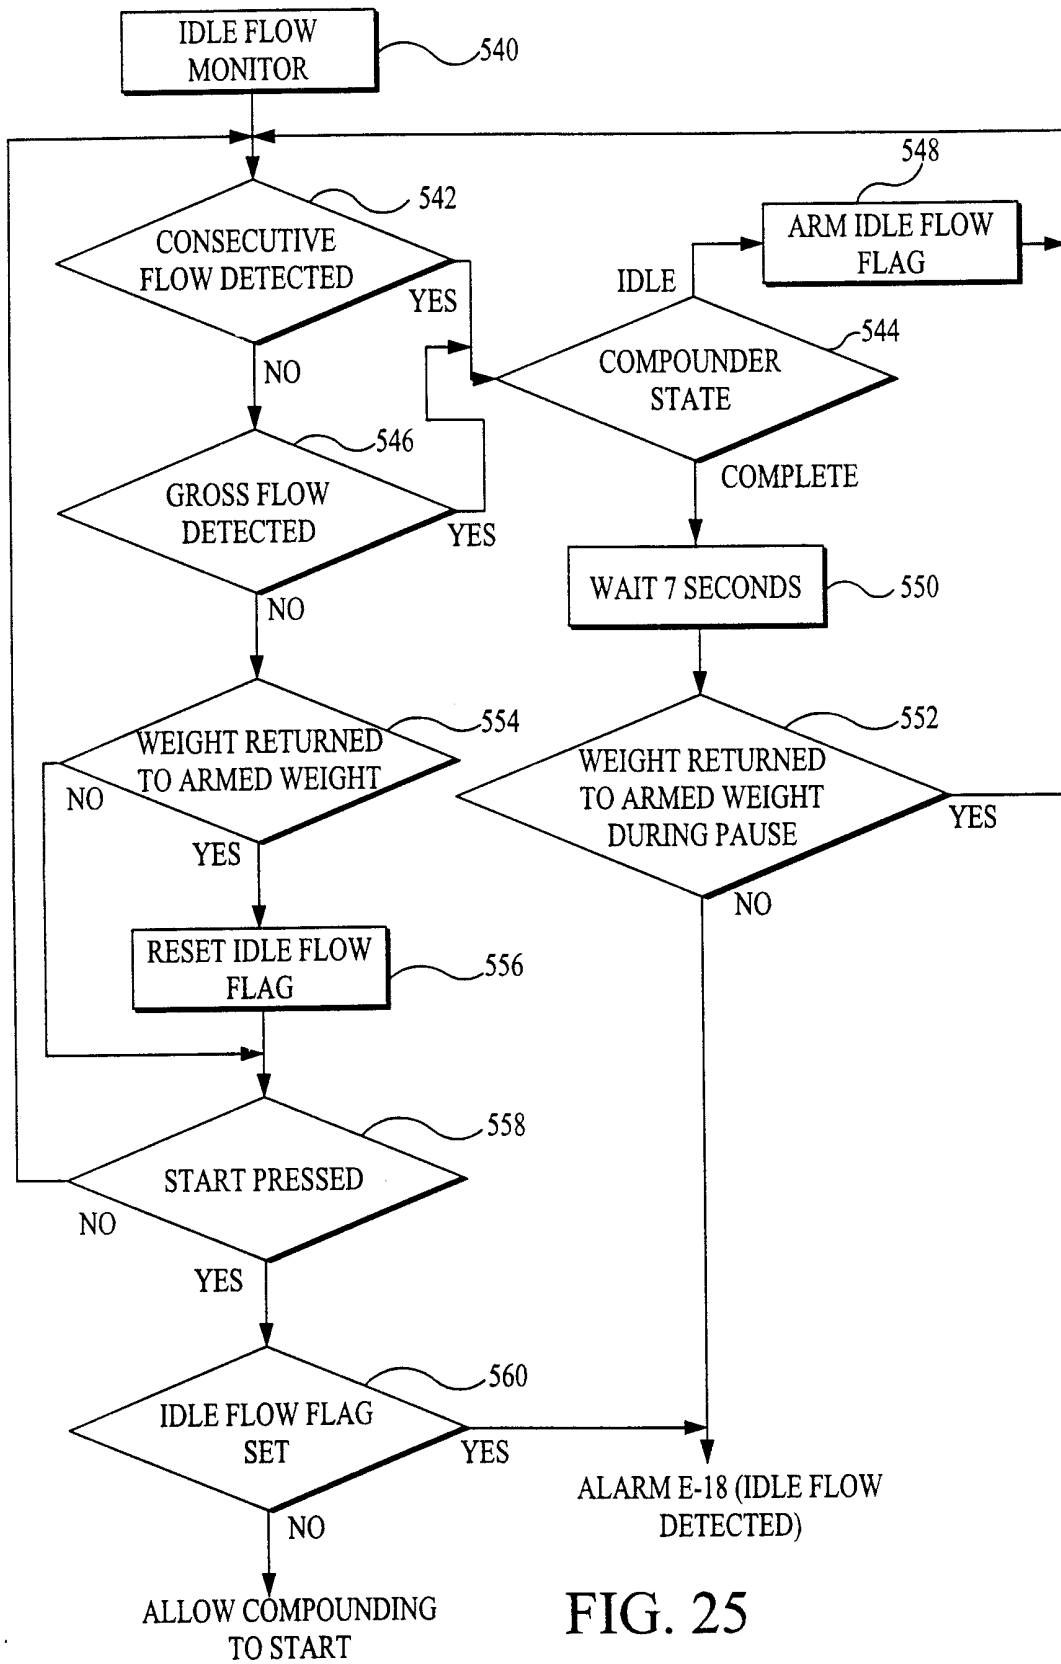 IDLE FLOW
MONITOR
540
542
CONSECUTIVE
FLOW DETECTED
YES
NO
548
ARM IDLE FLOW
FLAG
IDLE
544
COMPOUNDER
STATE
COMPLETE
546
GROSS FLOW
DETECTED
YES
NO
WAIT 7 SECONDS
550
554
WEIGHT RETURNED
TO ARMED WEIGHT
NO
YES
552
WEIGHT RETURNED
TO ARMED WEIGHT
DURING PAUSE
YES
NO
RESET IDLE FLOW
FLAG
556
558
START PRESSED
NO
YES
560
IDLE FLOW FLAG
SET
YES
NO
ALARM E-18 (IDLE FLOW
DETECTED)
ALLOW COMPOUNDING
TO START
FIG. 25